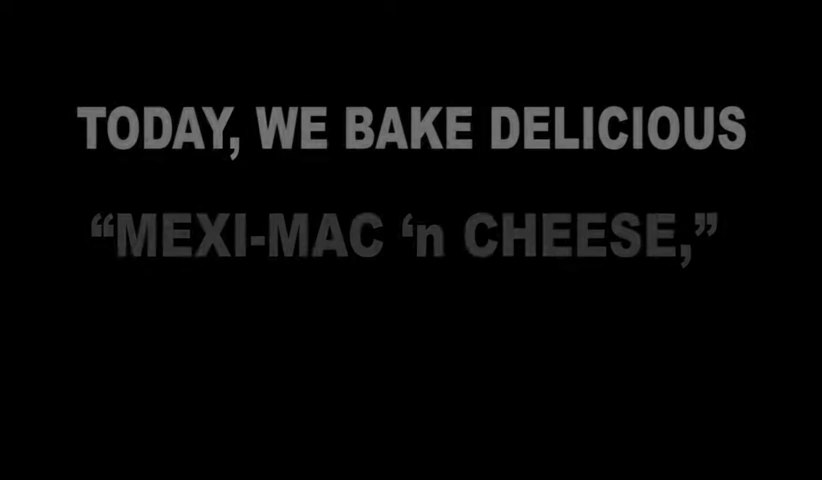 TODAY, WE BAKE DELICIOUS
“MEXI-MAC ‘n CHEESE,”